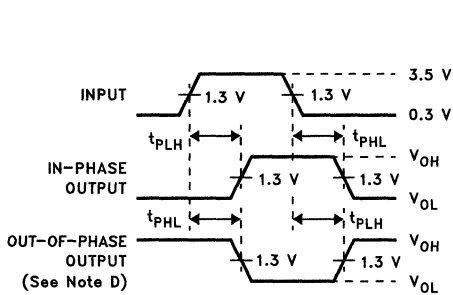 3.5 V
INPUT
1.3 V
1.3 V
0.3 V
tPLH
tPHL
VOH
IN-PHASE
OUTPUT
1.3 V
1.3 V
VOL
tPHL
tPLH
OUT-OF-PHASE
OUTPUT
(See Note D)
VOH
1.3 V
1.3 V
VOL